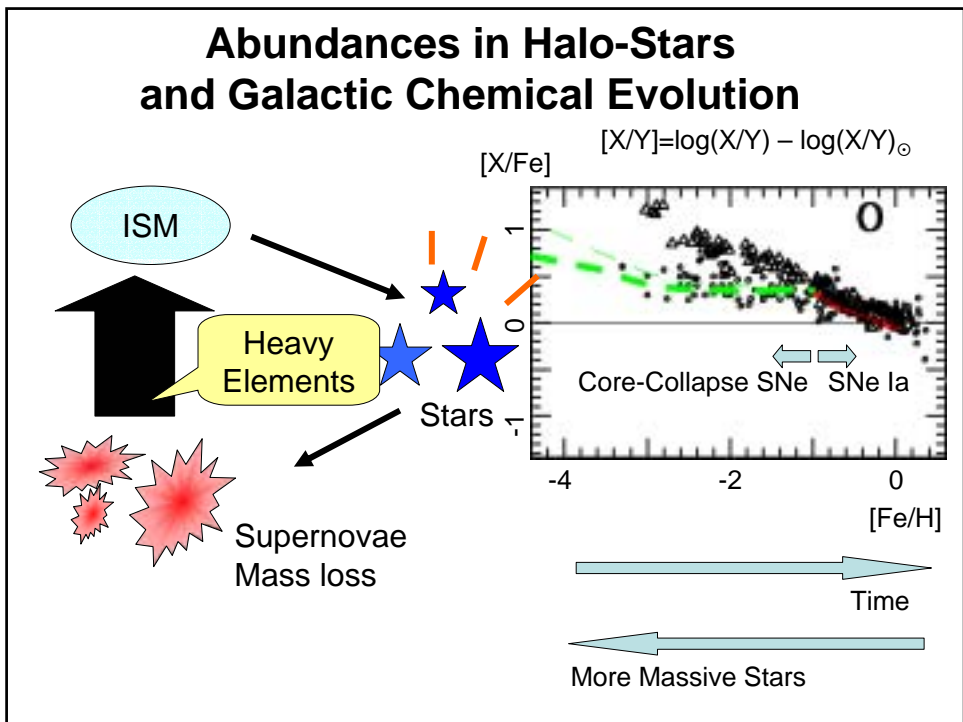 Abundances in Halo-Stars
and Galactic Chemical Evolution
[X/Y]=log(X/Y) – log(X/Y)☉
[X/Fe]
ISM
O
1
0
-1
Heavy
Elements
Core-Collapse SNe
SNe Ia
Stars
-4
-2
0
[Fe/H]
Supernovae
Mass loss
Time
More Massive Stars